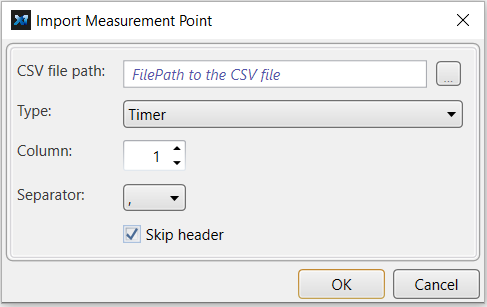 Import Measurement Point
CSV file path: FilePath to the CSV file ...
Type: Timer
Column: 1
Separator: ,
Skip header
OK Cancel